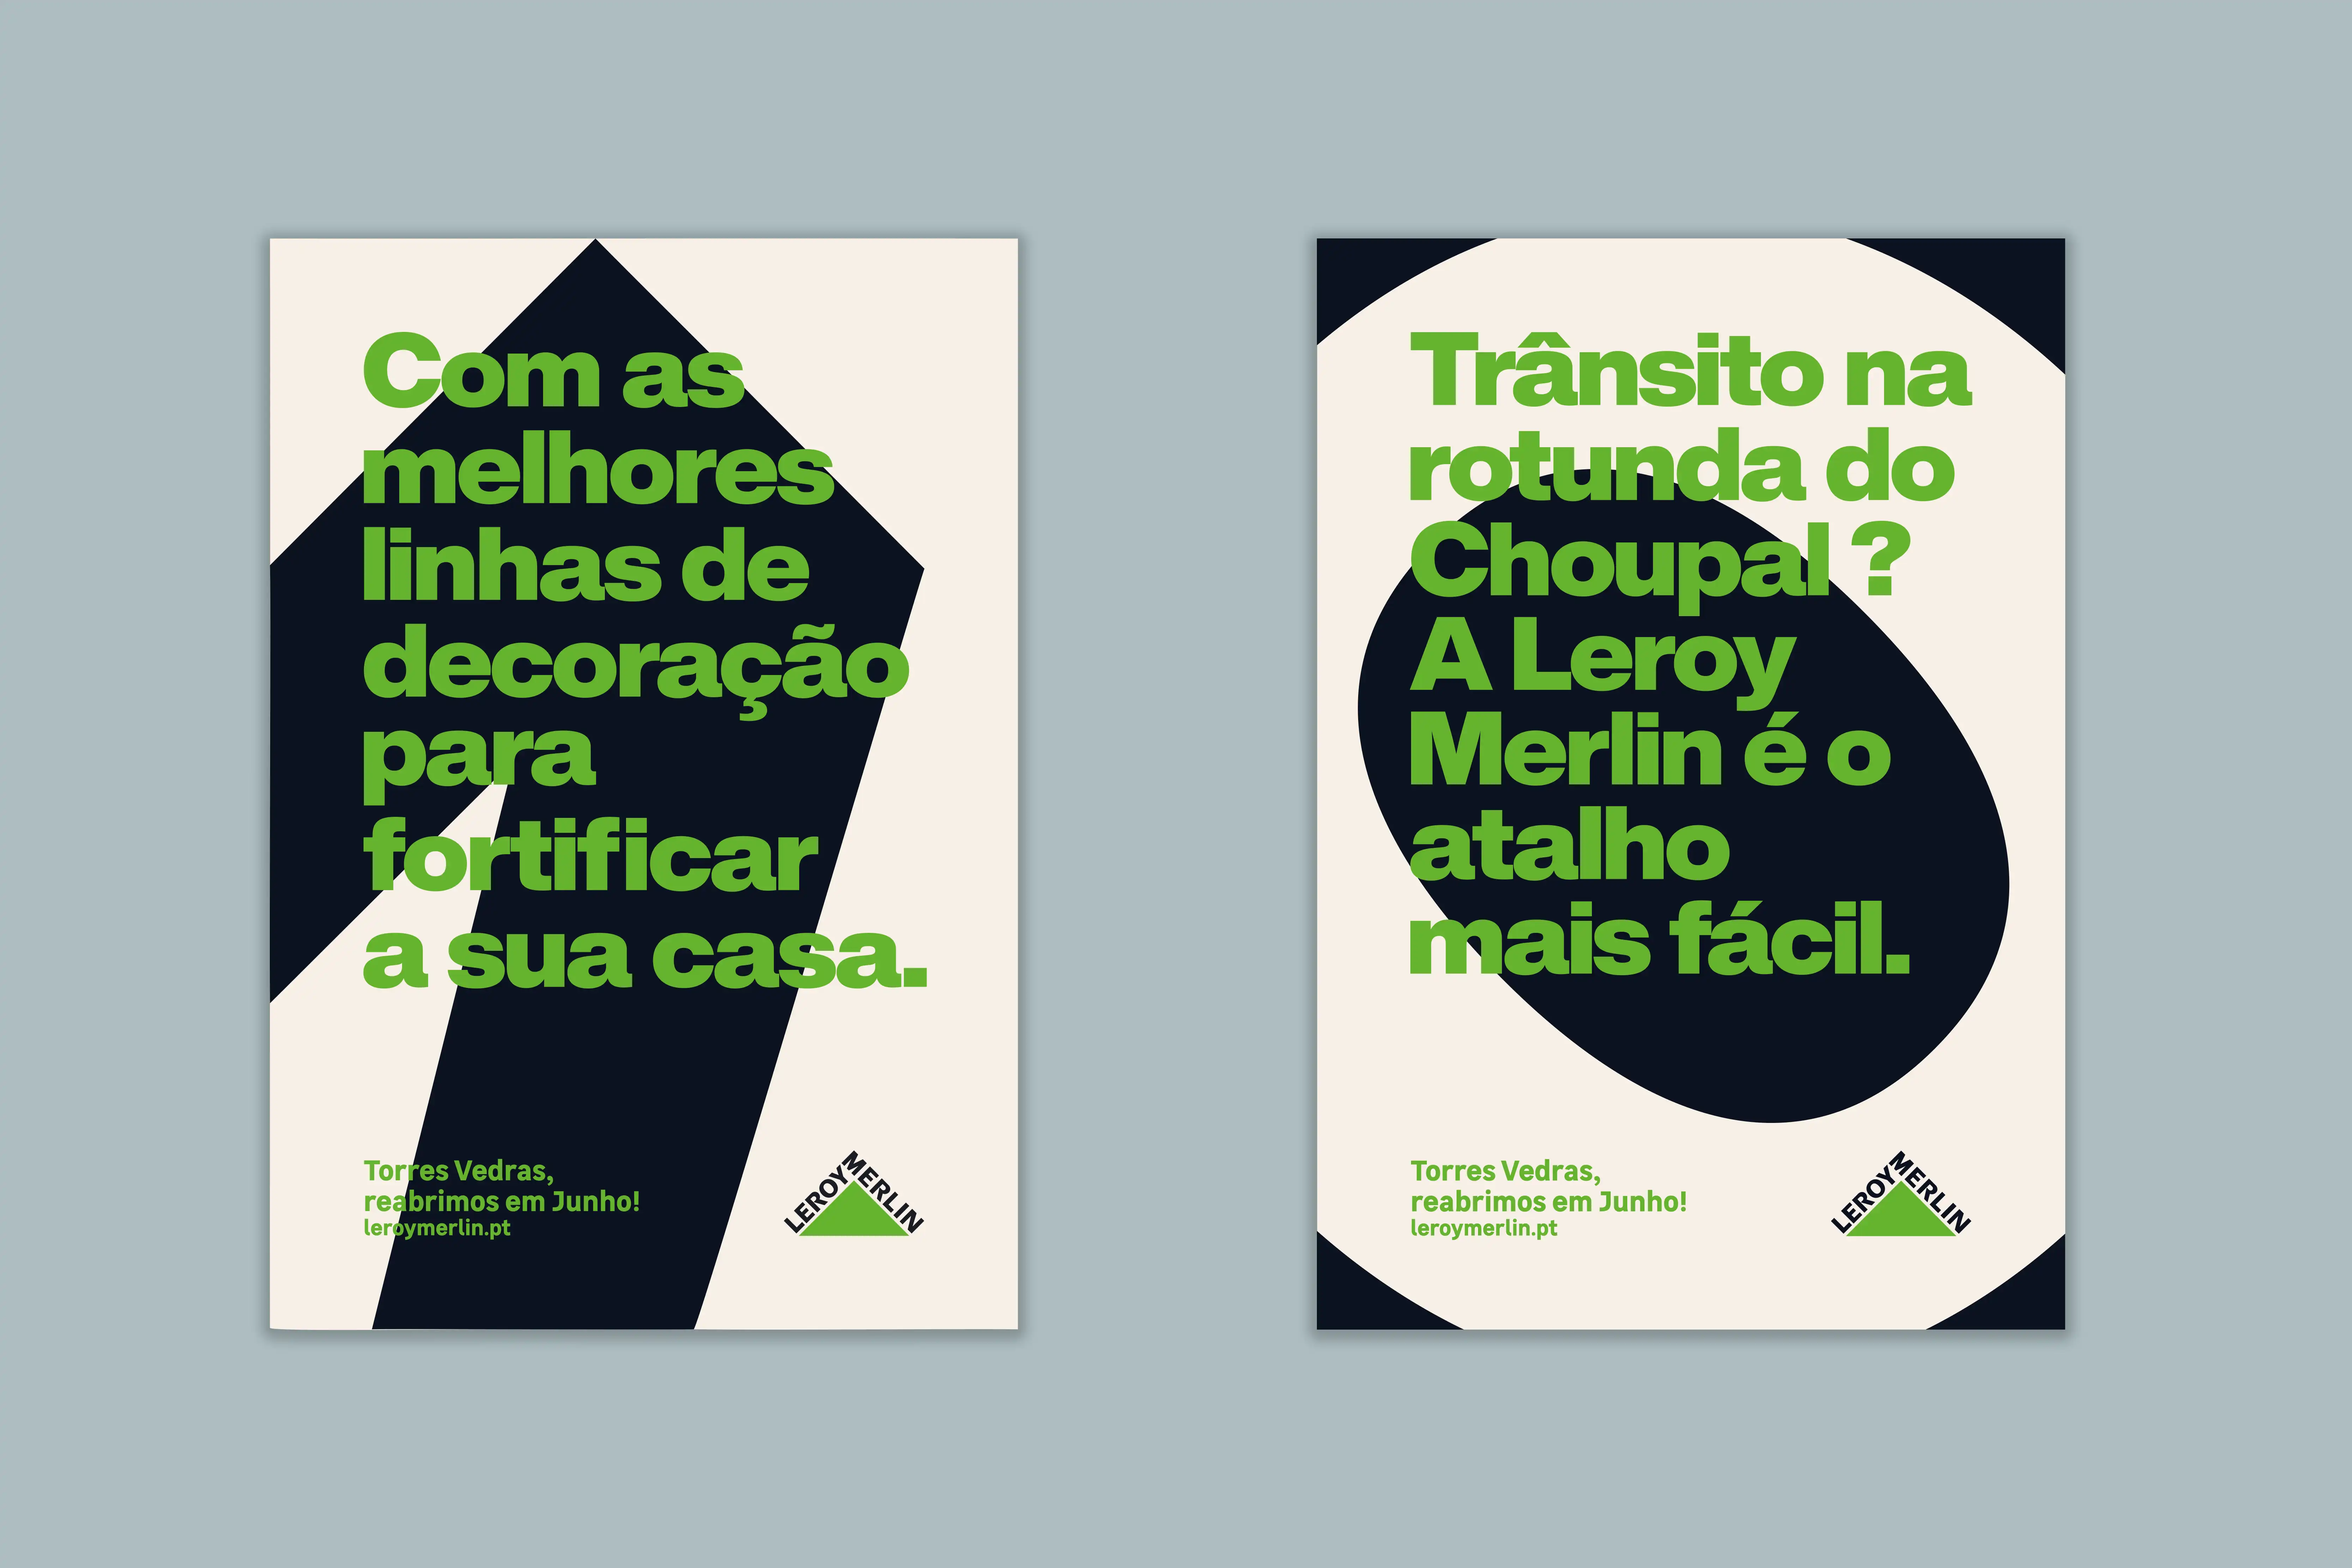 Com as
melhores
linhas de
decoração
para
fortificar
a sua casa.
Torres Vedras,
reabrimos em Junho!
leroymerlin.pt
LEROY MERLIN
Trânsito na
rotunda do
Choupal ?
A Leroy
Merlin é o
atalho
mais fácil.
Torres Vedras,
reabrimos em Junho!
leroymerlin.pt
LEROY MERLIN